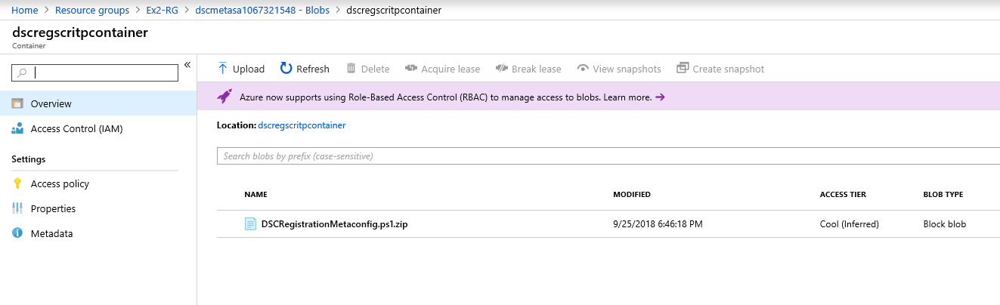 Home > Resource groups > Ex2-RG > dscmetasa1067321548 - Blobs > dscregscritpcontainer
dscregscritpcontainer
Container
«
Upload Refresh Delete Acquire lease Break lease View snapshots Create snapshot
Azure now supports using Role-Based Access Control (RBAC) to manage access to blobs. Learn more. →
Overview
Access Control (IAM)
Settings
Access policy
Properties
Metadata
Location: dscregscritpcontainer
Search blobs by prefix (case-sensitive)
NAME MODIFIED ACCESS TIER BLOB TYPE
DSCRegistrationMetaconfig.ps1.zip 9/25/2018 6:46:18 PM Cool (Inferred) Block blob